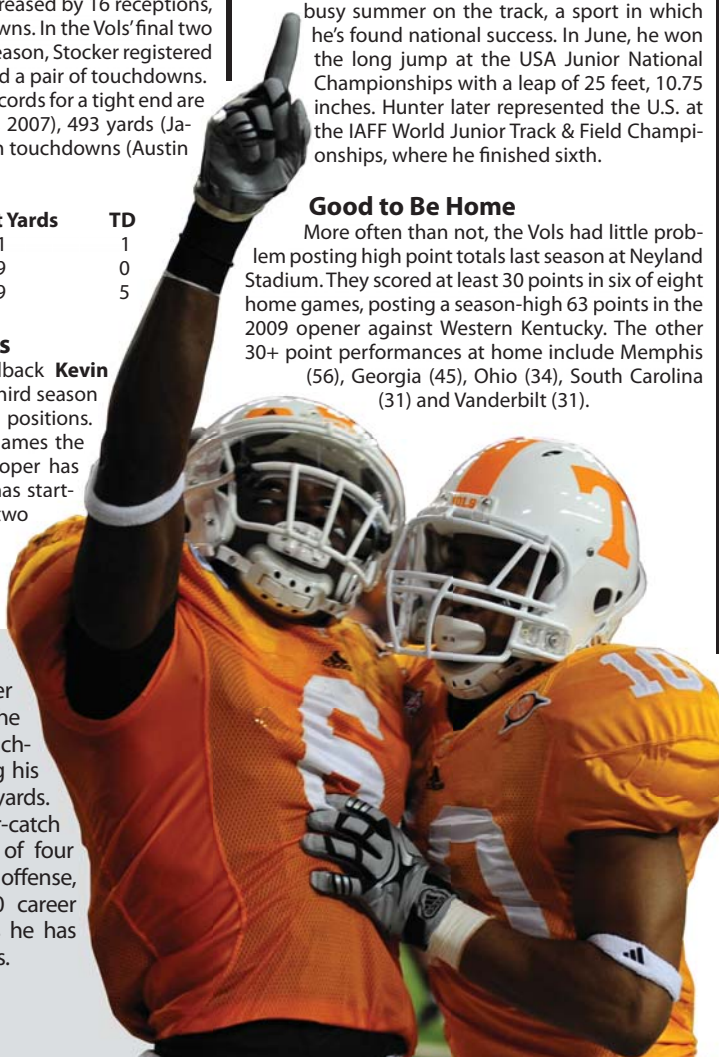 reased by 16 receptions,
wns. In the Vols' final two
eason, Stocker registered
d a pair of touchdowns.
cords for a tight end are
2007), 493 yards (Ja-
n touchdowns (Austin
t Yards TD
1 1
9 0
9 5
s
lback Kevin
hird season
positions.
ames the
oper has
as start-
two
er
he
ch-
g his
yards.
r-catch
of four
offense,
0 career
he has
s.
busy summer on the track, a sport in which
he's found national success. In June, he won
the long jump at the USA Junior National
Championships with a leap of 25 feet, 10.75
inches. Hunter later represented the U.S. at
the IAFF World Junior Track & Field Champi-
onships, where he finished sixth.
Good to Be Home
More often than not, the Vols had little prob-
lem posting high point totals last season at Neyland
Stadium. They scored at least 30 points in six of eight
home games, posting a season-high 63 points in the
2009 opener against Western Kentucky. The other
30+ point performances at home include Memphis
(56), Georgia (45), Ohio (34), South Carolina
(31) and Vanderbilt (31).
VOLS
T
6
10
10